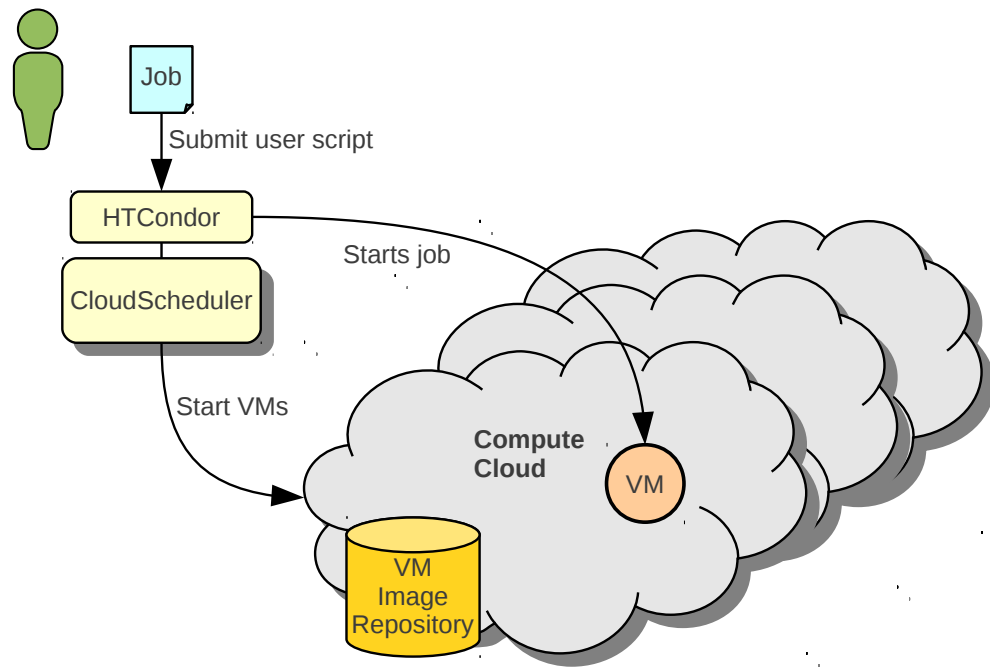 Job
Submit user script
HTCondor
Starts job
CloudScheduler
Start VMs
Compute
Cloud
VM
VM
Image
Repository